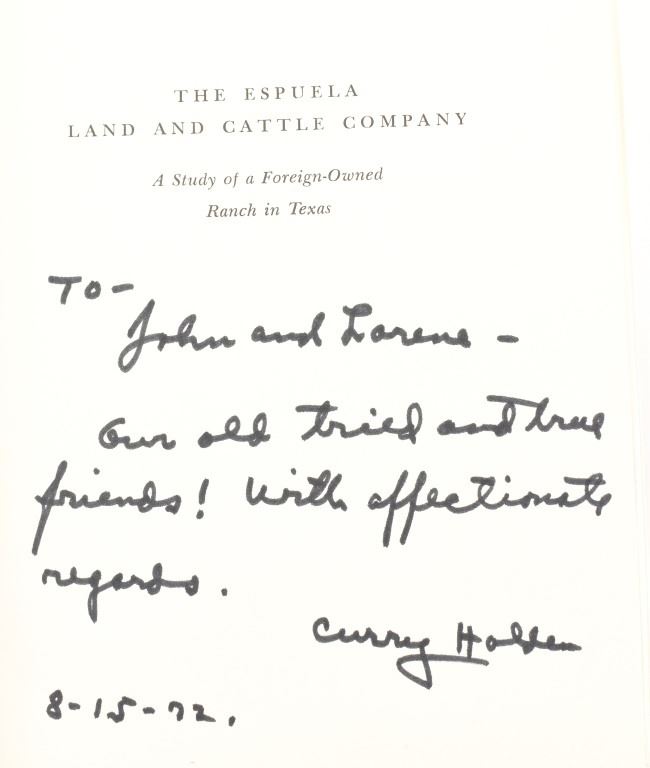 THE ESPUELA
LAND AND CATTLE COMPANY
A Study of a Foreign-Owned
Ranch in Texas
To-
John and Lorene -
Our old tried and true
friends! With affectionate
regards.
Curry Holden
8-15-72.